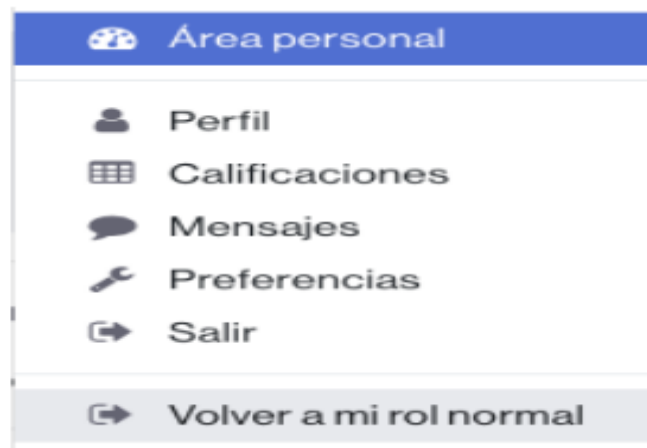 Área personal
Perfil
Calificaciones
Mensajes
Preferencias
Salir
Volver a mi rol normal